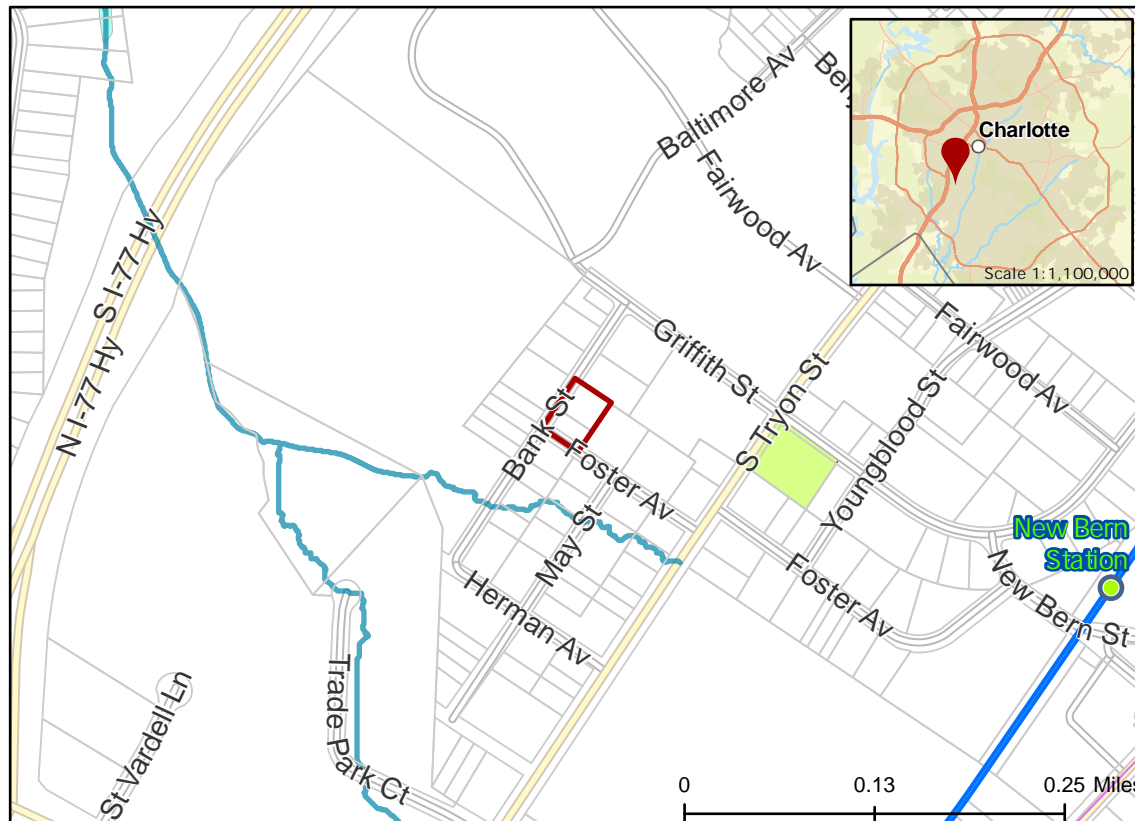 Baltimore Av
Charlotte
Scale 1:1,100,000
Fairwood Av
S I-77 Hy
N I-77 Hy
Griffith St
Fairwood Av
S Tryon St
Youngblood St
Bank St
Foster Av
May St
New Bern
Station
Foster Av
New Bern St
Herman Av
Trade Park Ct
St Vardell Ln
0
0.13
0.25 Miles